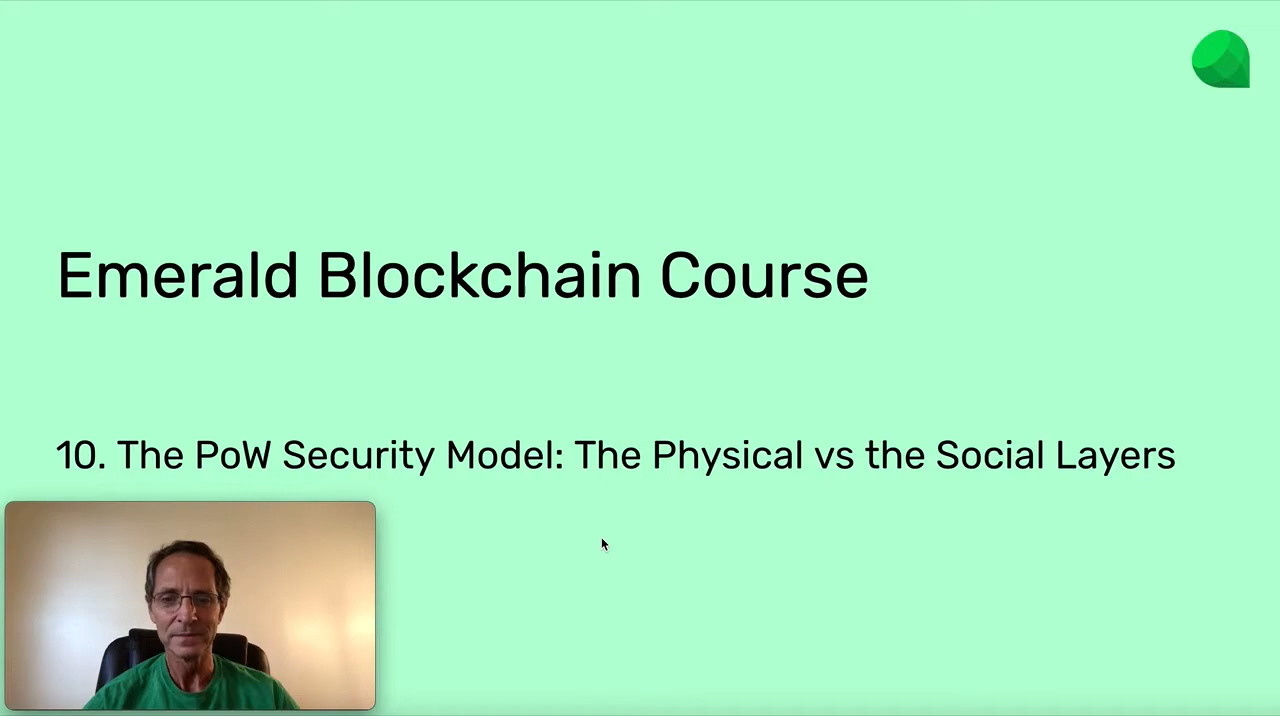 Emerald Blockchain Course
10. The PoW Security Model: The Physical vs the Social Layers